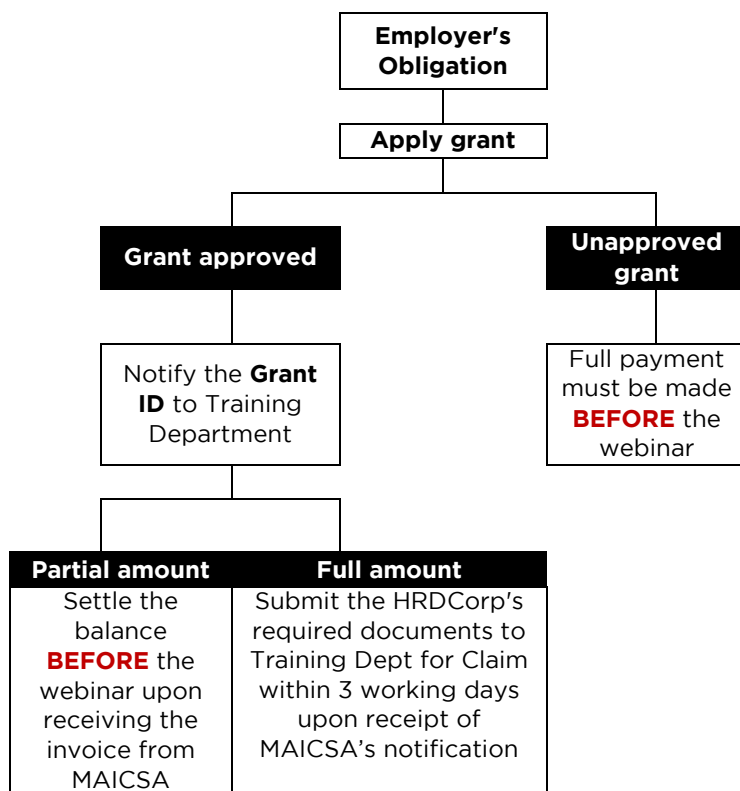 Employer's
Obligation
Apply grant
Grant approved
Unapproved
grant
Notify the Grant
ID to Training
Department
Full payment
must be made
BEFORE the
webinar
Partial amount
Settle the
balance
BEFORE the
webinar upon
receiving the
invoice from
MAICSA
Full amount
Submit the HRDCorp's
required documents to
Training Dept for Claim
within 3 working days
upon receipt of
MAICSA’s notification